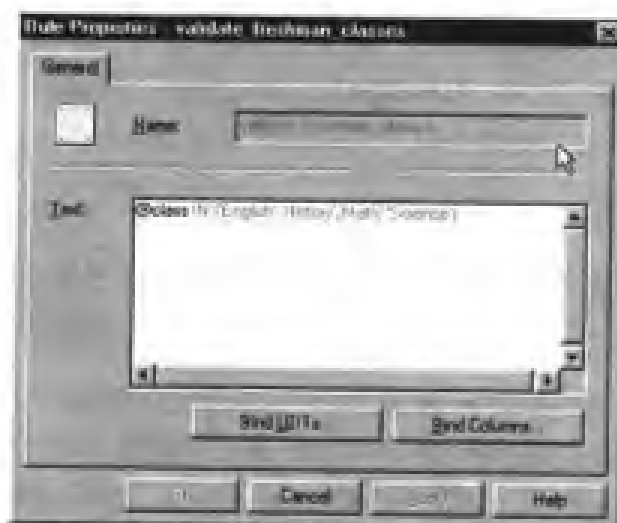 Rule Properties - validate_freshman_classes
General
Name:
Text:
@class IN ('English','History','Math','Science')
Bind UDTs...
Bind Columns...
Cancel
Help